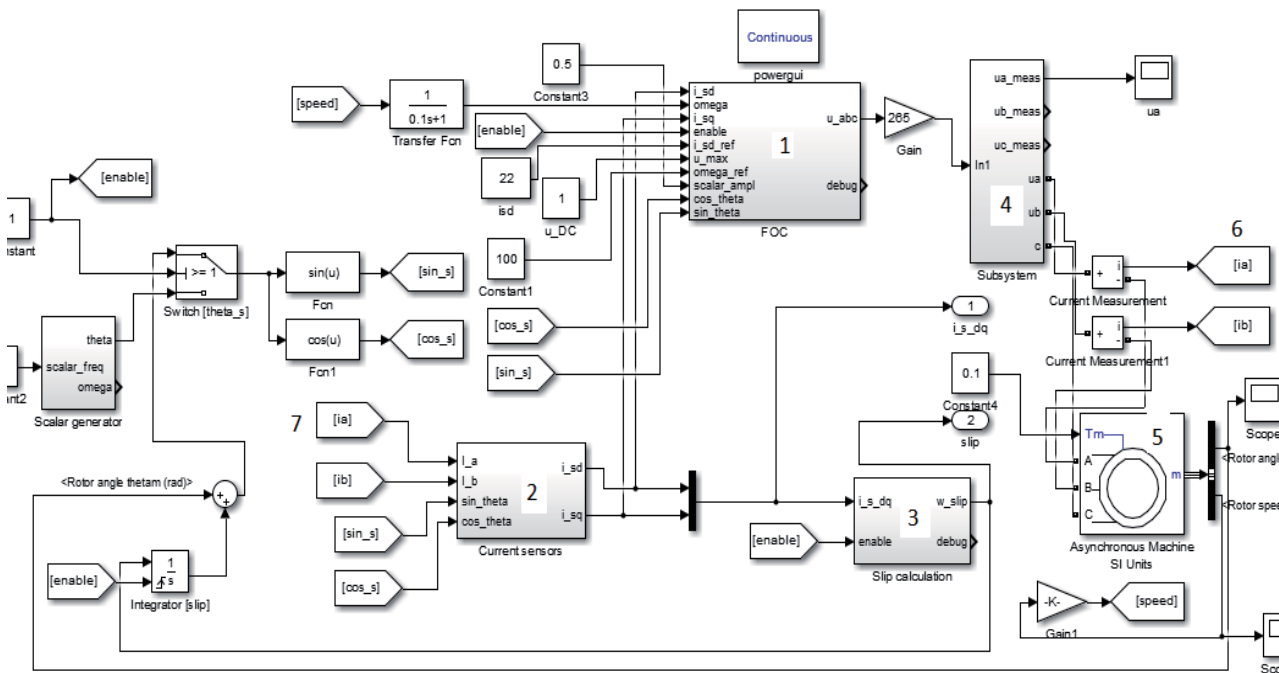 Continuous
powergui
0.5
Constant3
[speed]
1
0.1s+1
Transfer Fcn
[enable]
22
isd
1
u_DC
100
Constant1
[cos_s]
[sin_s]
i_sd
omega
i_sq
enable
i_sd_ref
u_max
omega_ref
scalar_ampl
cos_theta
sin_theta
1
u_abc
debug
FOC
265
Gain
In1
ua_meas
ub_meas
uc_meas
ua
ub
c
4
Subsystem
ua
6
[ia]
Current Measurement
+
i
-
[ib]
Current Measurement1
+
i
-
[enable]
1
nstant
>= 1
Switch [theta_s]
sin(u)
Fcn
[sin_s]
cos(u)
Fcn1
[cos_s]
theta
scalar_freq
omega
Scalar generator
ant2
1
i_s_dq
0.1
Constant4
2
slip
7
[ia]
[ib]
[sin_s]
[cos_s]
I_a
I_b
sin_theta
cos_theta
2
i_sd
i_sq
Current sensors
i_s_dq
enable
3
w_slip
debug
Slip calculation
[enable]
Tm
A
B
C
5
m
Asynchronous Machine
SI Units
Scope
<Rotor angle
<Rotor spee
<Rotor angle thetam (rad)>
+
+
[enable]
1
s
Integrator [slip]
-K-
Gain1
[speed]
Sco